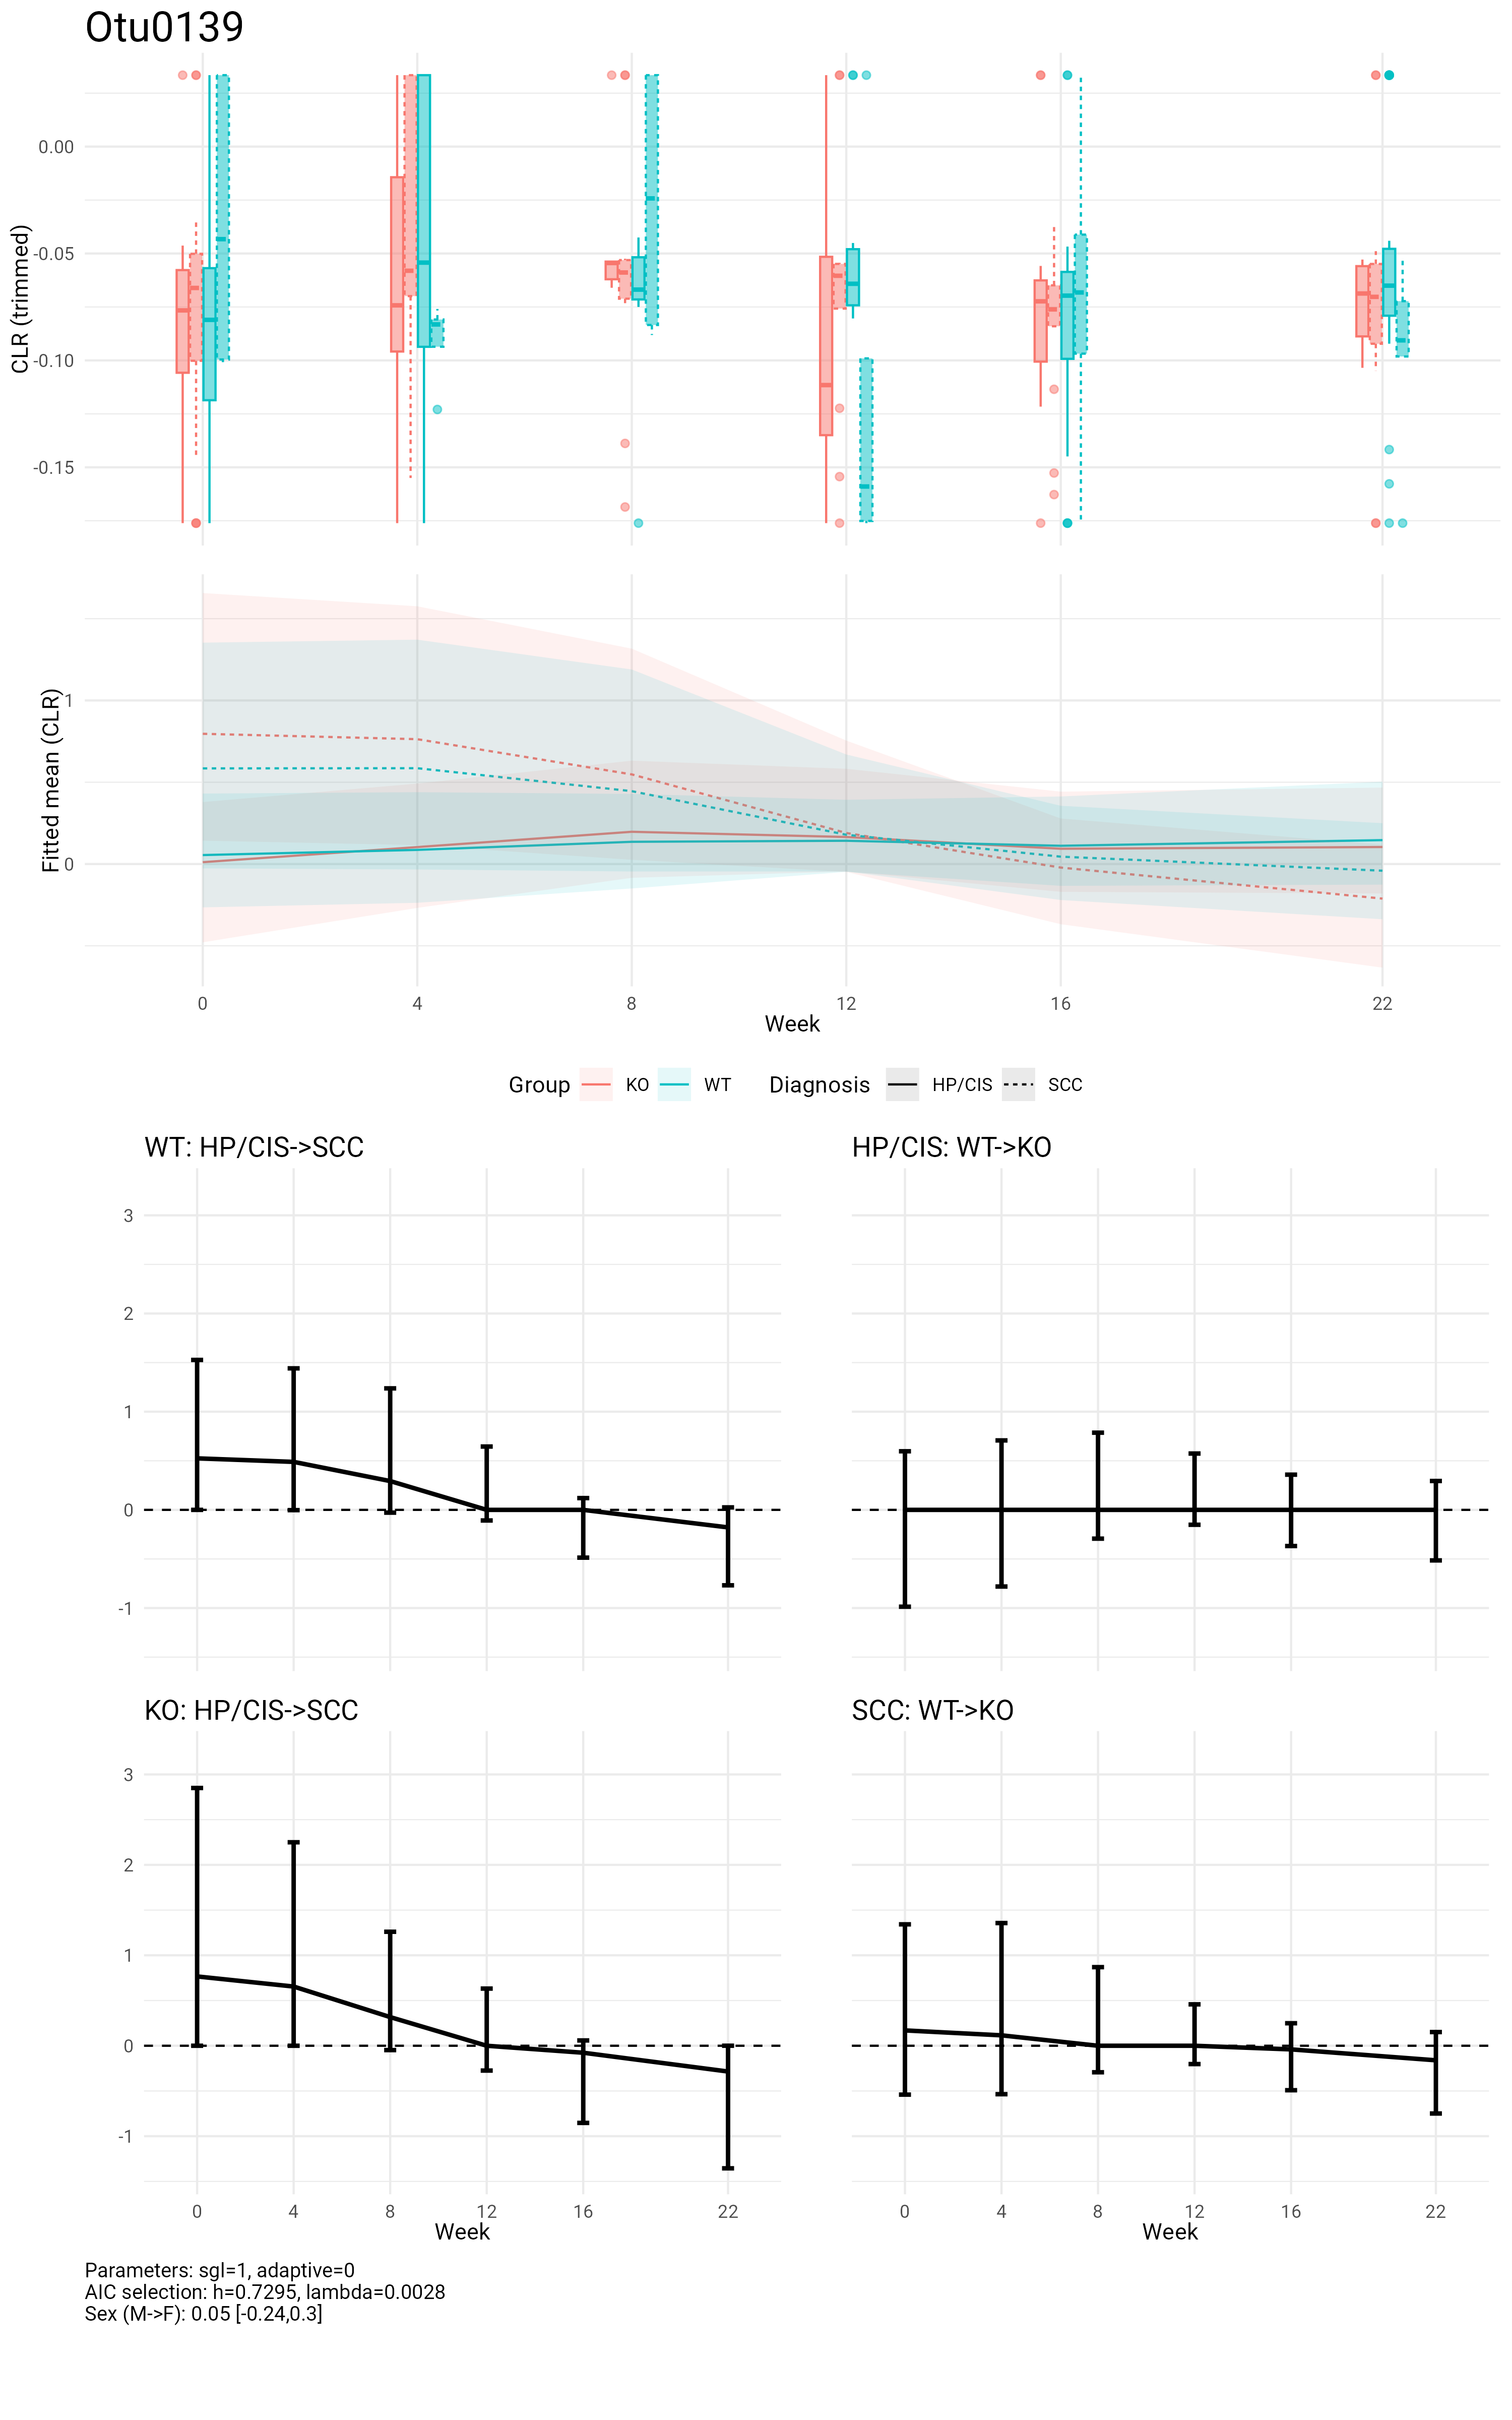 Otu0139
CLR (trimmed)
0.00
-0.05
-0.10
-0.15
Fitted mean (CLR)
1
0
0 4 8 12 16 22
Week
Group KO WT Diagnosis HP/CIS SCC
WT: HP/CIS->SCC
3
2
1
0
-1
HP/CIS: WT->KO
KO: HP/CIS->SCC
3
2
1
0
-1
0 4 8 12 16 22
Week
SCC: WT->KO
0 4 8 12 16 22
Week
Parameters: sgl=1, adaptive=0
AIC selection: h=0.7295, lambda=0.0028
Sex (M->F): 0.05 [-0.24,0.3]